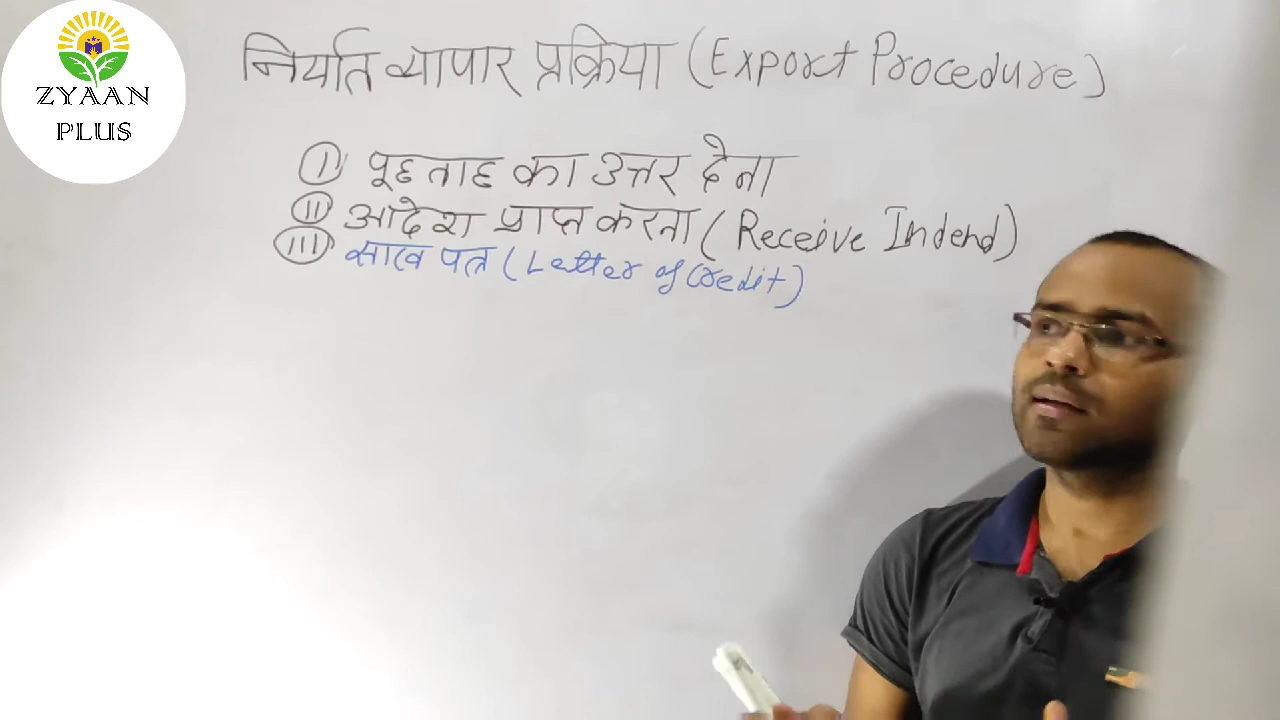 ZYAAN
PLUS
निर्यात व्यापार प्रक्रिया (Export Procedure)
I पूछताछ का उत्तर देना
II आदेश प्राप्त करना (Receive Indend)
III साख पत्र (Letter of Credit)